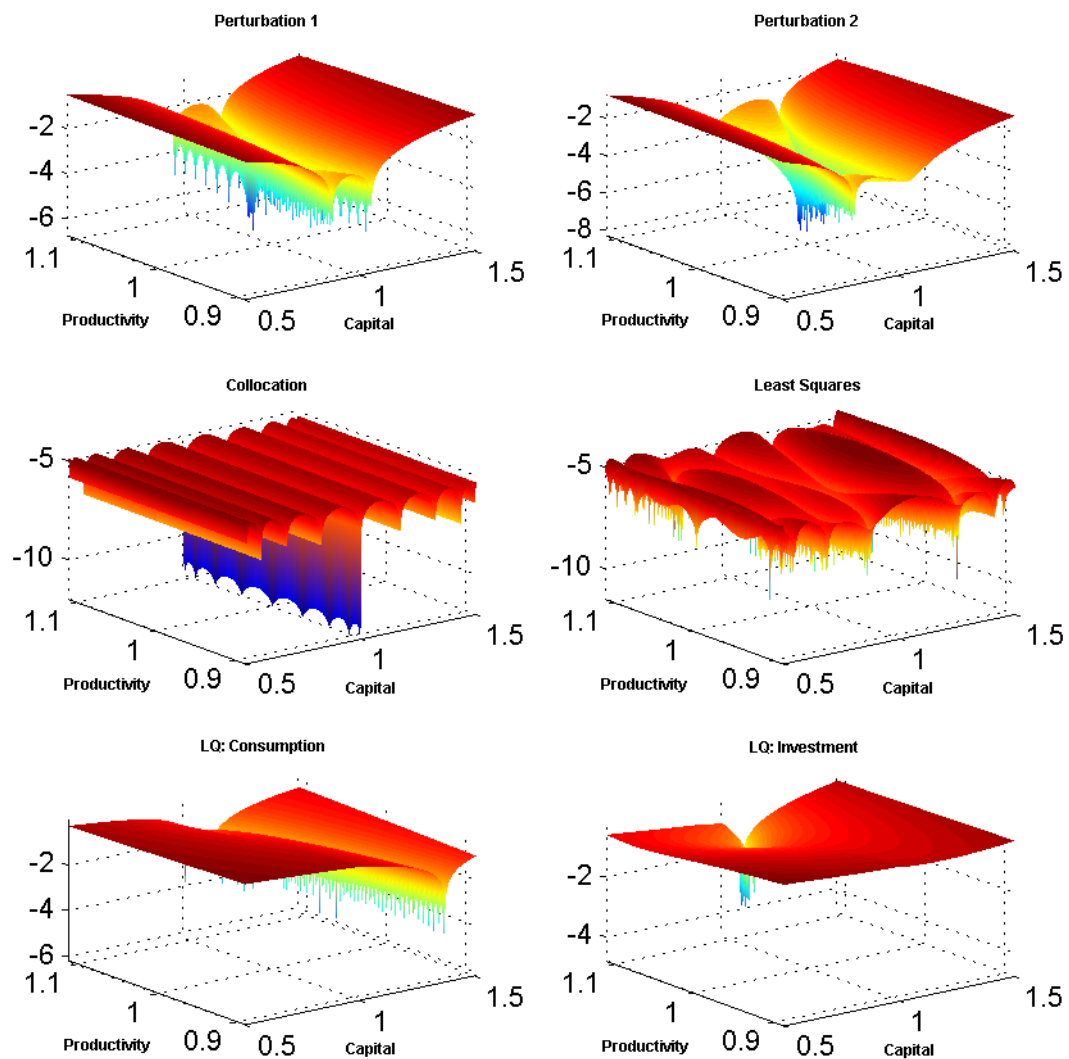 Perturbation 1
-2
-4
-6
1.1
1
0.9
0.5
1
1.5
Productivity
Capital
Perturbation 2
-2
-4
-6
-8
1.1
1
0.9
0.5
1
1.5
Productivity
Capital
Collocation
-5
-10
1.1
1
0.9
0.5
1
1.5
Productivity
Capital
Least Squares
-5
-10
1.1
1
0.9
0.5
1
1.5
Productivity
Capital
LQ: Consumption
-2
-4
-6
1.1
1
0.9
0.5
1
1.5
Productivity
Capital
LQ: Investment
-2
-4
1.1
1
0.9
0.5
1
1.5
Productivity
Capital